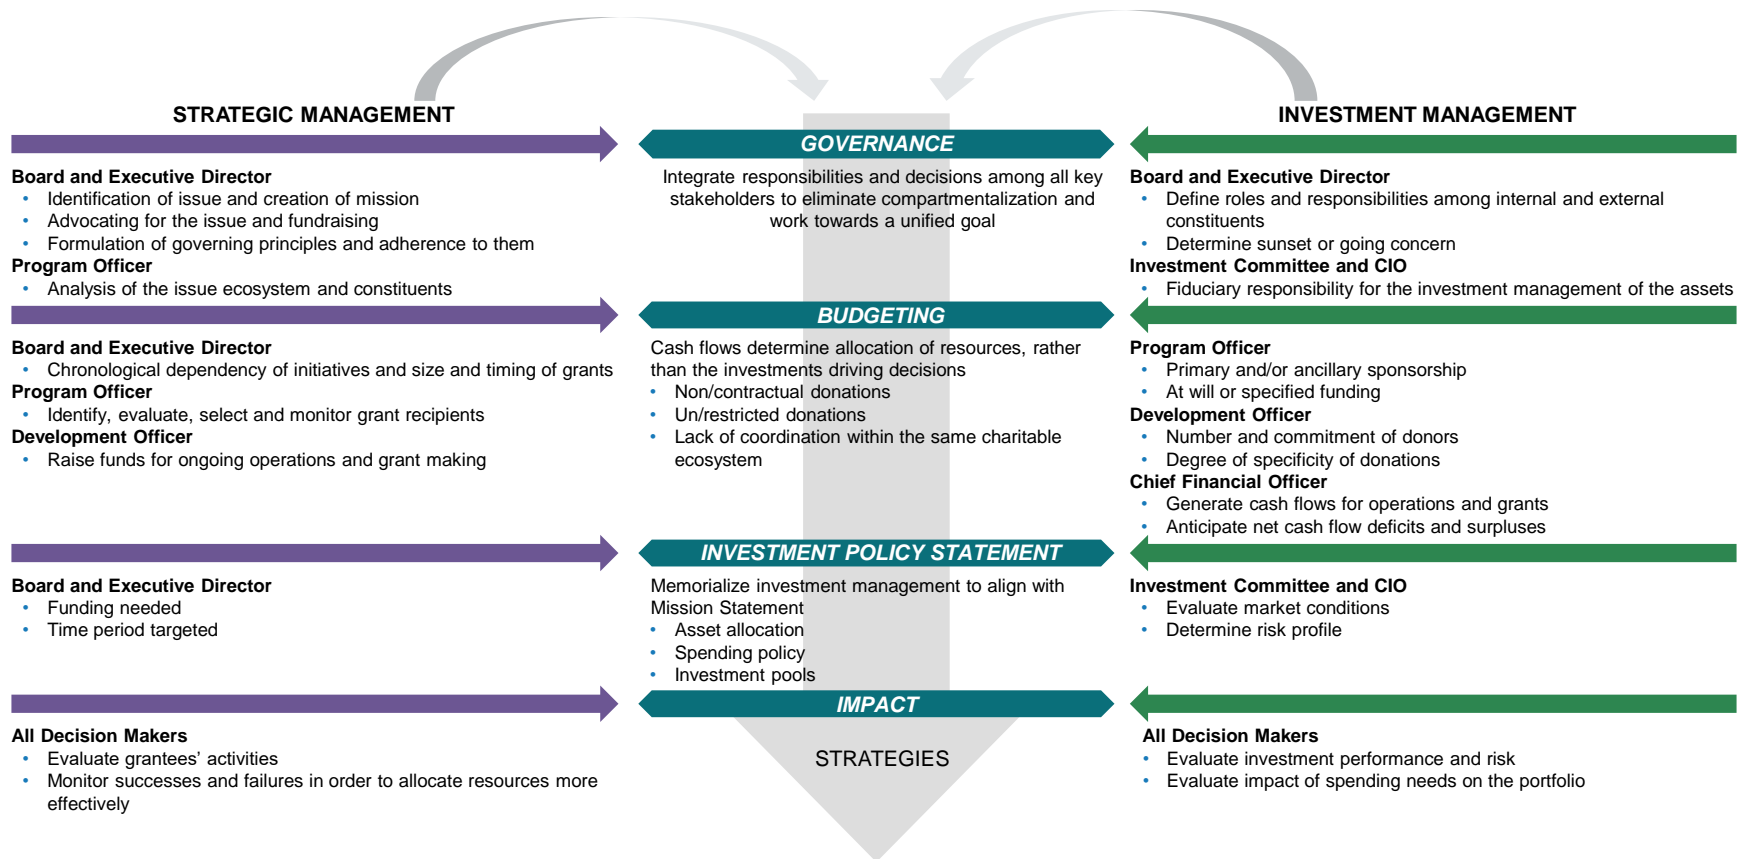 STRATEGIC MANAGEMENT
INVESTMENT MANAGEMENT
GOVERNANCE
Board and Executive Director
• Identification of issue and creation of mission
• Advocating for the issue and fundraising
• Formulation of governing principles and adherence to them
Program Officer
• Analysis of the issue ecosystem and constituents
Integrate responsibilities and decisions among all key
stakeholders to eliminate compartmentalization and
work towards a unified goal
Board and Executive Director
• Define roles and responsibilities among internal and external
constituents
• Determine sunset or going concern
Investment Committee and CIO
• Fiduciary responsibility for the investment management of the assets
BUDGETING
Board and Executive Director
• Chronological dependency of initiatives and size and timing of grants
Program Officer
• Identify, evaluate, select and monitor grant recipients
Development Officer
• Raise funds for ongoing operations and grant making
Cash flows determine allocation of resources, rather
than the investments driving decisions
• Non/contractual donations
• Un/restricted donations
• Lack of coordination within the same charitable
ecosystem
Program Officer
• Primary and/or ancillary sponsorship
• At will or specified funding
Development Officer
• Number and commitment of donors
• Degree of specificity of donations
Chief Financial Officer
• Generate cash flows for operations and grants
• Anticipate net cash flow deficits and surpluses
INVESTMENT POLICY STATEMENT
Board and Executive Director
• Funding needed
• Time period targeted
Memorialize investment management to align with
Mission Statement
• Asset allocation
• Spending policy
• Investment pools
Investment Committee and CIO
• Evaluate market conditions
• Determine risk profile
IMPACT
All Decision Makers
• Evaluate grantees' activities
• Monitor successes and failures in order to allocate resources more
effectively
STRATEGIES
All Decision Makers
• Evaluate investment performance and risk
• Evaluate impact of spending needs on the portfolio